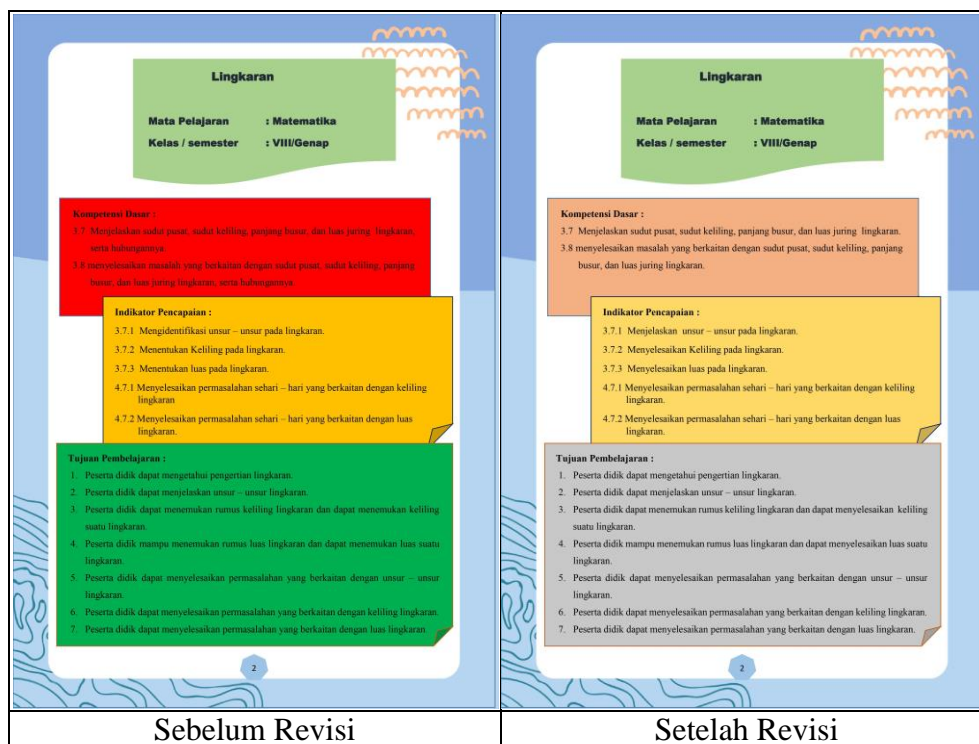 Lingkaran
Mata Pelajaran : Matematika
Kelas / semester : VIII/Genap
Kompetensi Dasar :
3.7 Menjelaskan sudut pusat, sudut keliling, panjang busur, dan luas juring lingkaran,
serta hubungannya.
3.8 menyelesaikan masalah yang berkaitan dengan sudut pusat, sudut keliling, panjang
busur, dan luas juring lingkaran, serta hubungannya.
Indikator Pencapaian :
3.7.1 Mengidentifikasi unsur – unsur pada lingkaran.
3.7.2 Menentukan Keliling pada lingkaran.
3.7.3 Menentukan luas pada lingkaran.
4.7.1 Menyelesaikan permasalahan sehari – hari yang berkaitan dengan keliling
lingkaran
4.7.2 Menyelesaikan permasalahan sehari – hari yang berkaitan dengan luas
lingkaran.
Tujuan Pembelajaran :
1. Peserta didik dapat mengetahui pengertian lingkaran.
2. Peserta didik dapat menjelaskan unsur – unsur lingkaran.
3. Peserta didik dapat menemukan rumus keliling lingkaran dan dapat menemukan keliling
suatu lingkaran.
4. Peserta didik mampu menemukan rumus luas lingkaran dan dapat menemukan luas suatu
lingkaran.
5. Peserta didik dapat menyelesaikan permasalahan yang berkaitan dengan unsur – unsur
lingkaran.
6. Peserta didik dapat menyelesaikan permasalahan yang berkaitan dengan keliling lingkaran.
7. Peserta didik dapat menyelesaikan permasalahan yang berkaitan dengan luas lingkaran.
2
Sebelum Revisi
Lingkaran
Mata Pelajaran : Matematika
Kelas / semester : VIII/Genap
Kompetensi Dasar :
3.7 Menjelaskan sudut pusat, sudut keliling, panjang busur, dan luas juring lingkaran.
3.8 menyelesaikan masalah yang berkaitan dengan sudut pusat, sudut keliling, panjang
busur, dan luas juring lingkaran.
Indikator Pencapaian :
3.7.1 Menjelaskan unsur – unsur pada lingkaran.
3.7.2 Menyelesaikan Keliling pada lingkaran.
3.7.3 Menyelesaikan luas pada lingkaran.
4.7.1 Menyelesaikan permasalahan sehari – hari yang berkaitan dengan keliling
lingkaran.
4.7.2 Menyelesaikan permasalahan sehari – hari yang berkaitan dengan luas
lingkaran.
Tujuan Pembelajaran :
1. Peserta didik dapat mengetahui pengertian lingkaran.
2. Peserta didik dapat menjelaskan unsur – unsur lingkaran.
3. Peserta didik dapat menemukan rumus keliling lingkaran dan dapat menyelesaikan keliling
suatu lingkaran.
4. Peserta didik mampu menemukan rumus luas lingkaran dan dapat menyelesaikan luas suatu
lingkaran.
5. Peserta didik dapat menyelesaikan permasalahan yang berkaitan dengan unsur – unsur
lingkaran.
6. Peserta didik dapat menyelesaikan permasalahan yang berkaitan dengan keliling lingkaran.
7. Peserta didik dapat menyelesaikan permasalahan yang berkaitan dengan luas lingkaran.
2
Setelah Revisi